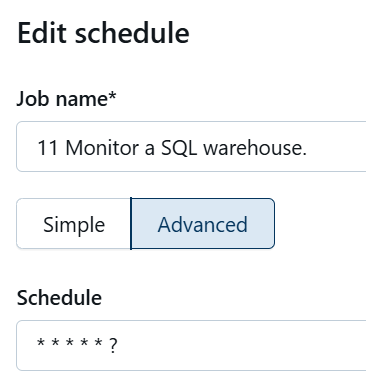 Edit schedule
Job name*
11 Monitor a SQL warehouse.
Simple Advanced
Schedule
* * * * * ?